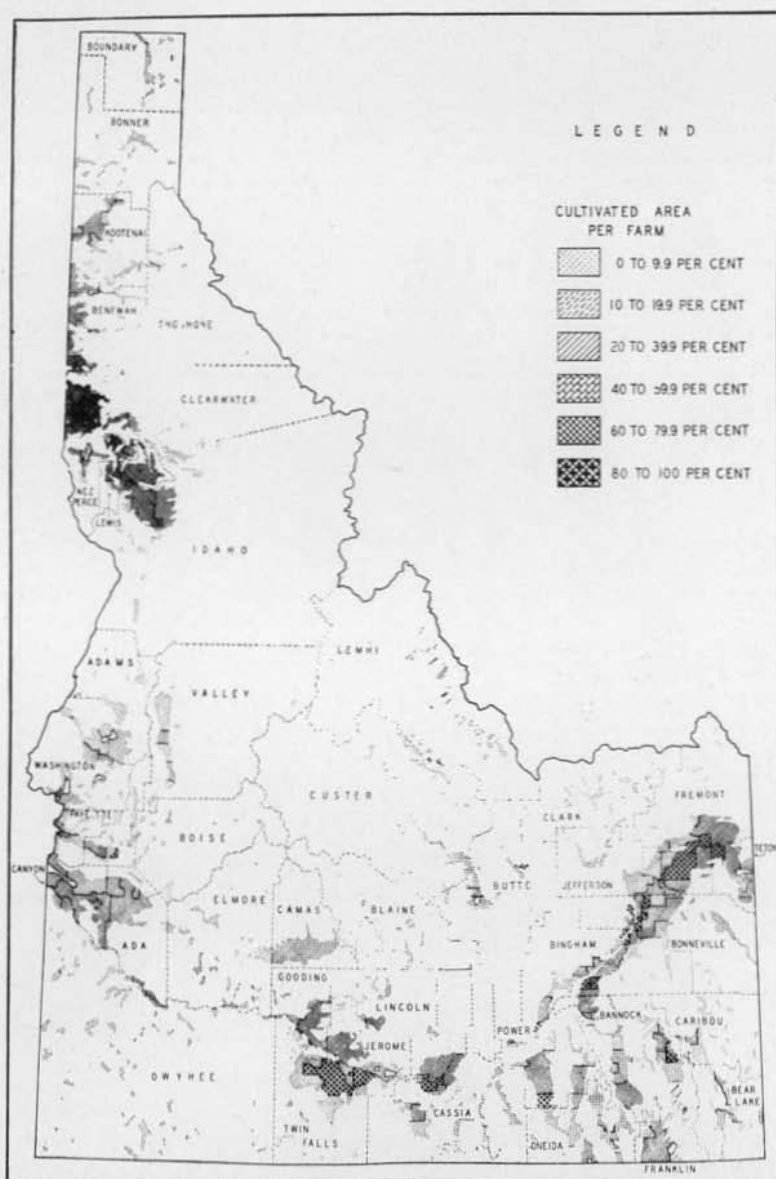 BOUNDARY
BONNER
LEGEND
CULTIVATED AREA
PER FARM
KOOTENAI
0 TO 9.9 PER CENT
10 TO 19.9 PER CENT
BENEWAH
SHOSHONE
20 TO 39.9 PER CENT
40 TO 59.9 PER CENT
CLEARWATER
60 TO 79.9 PER CENT
80 TO 100 PER CENT
NEZ
PERCE
LEWIS
IDAHO
LEMHI
ADAMS
VALLEY
WASHINGTON
CUSTER
FREMONT
PAYETTE
CLARK
BOISE
TETON
CANYON
BUTTE
JEFFERSON
ELMORE
CAMAS
BLAINE
ADA
BINGHAM
BONNEVILLE
GOODING
LINCOLN
BANNOCK
CARIBOU
POWER
JEROME
OWYHEE
BEAR
LAKE
CASSIA
TWIN
FALLS
ONEIDA
FRANKLIN